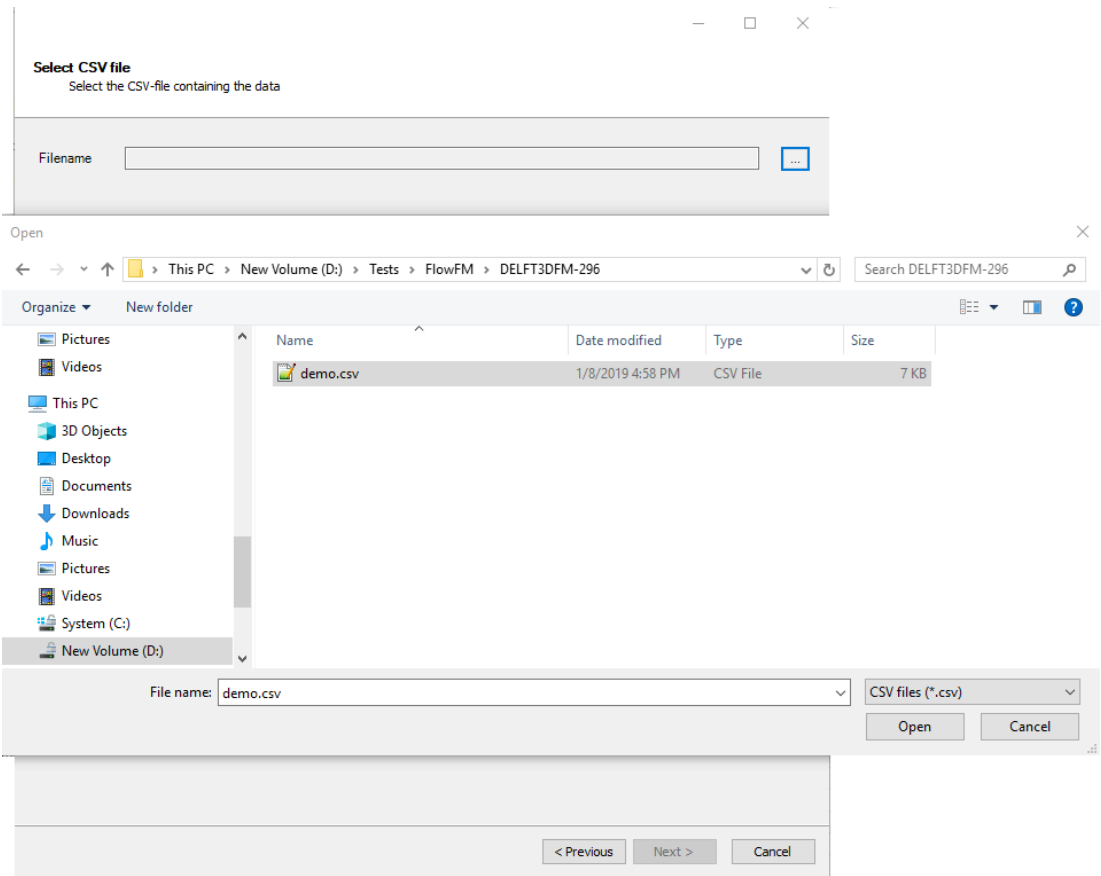 Select CSV file
Select the CSV-file containing the data
Filename
...
Open
This PC > New Volume (D:) > Tests > FlowFM > DELFT3DFM-296
Search DELFT3DFM-296
Organize
New folder
?
Name
Date modified
Type
Size
demo.csv
1/8/2019 4:58 PM
CSV File
7 KB
Pictures
Videos
This PC
3D Objects
Desktop
Documents
Downloads
Music
Pictures
Videos
System (C:)
New Volume (D:)
File name:
demo.csv
CSV files (*.csv)
Open
Cancel
< Previous
Next >
Cancel